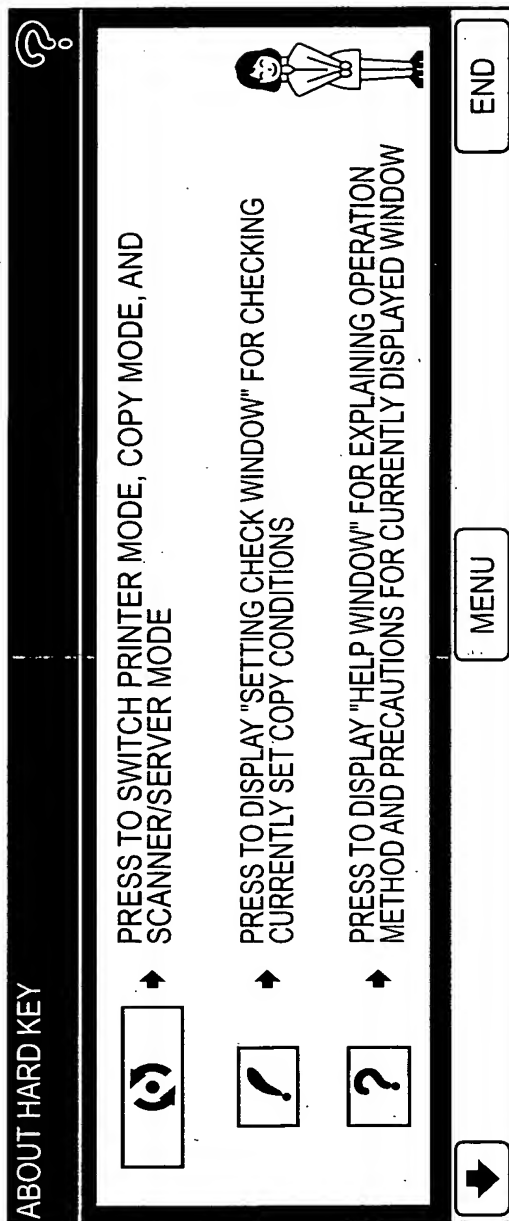 ABOUT HARD KEY
?
PRESS TO SWITCH PRINTER MODE, COPY MODE, AND
SCANNER/SERVER MODE
! PRESS TO DISPLAY "SETTING CHECK WINDOW" FOR CHECKING
CURRENTLY SET COPY CONDITIONS
? PRESS TO DISPLAY "HELP WINDOW" FOR EXPLAINING OPERATION
METHOD AND PRECAUTIONS FOR CURRENTLY DISPLAYED WINDOW
MENU
END